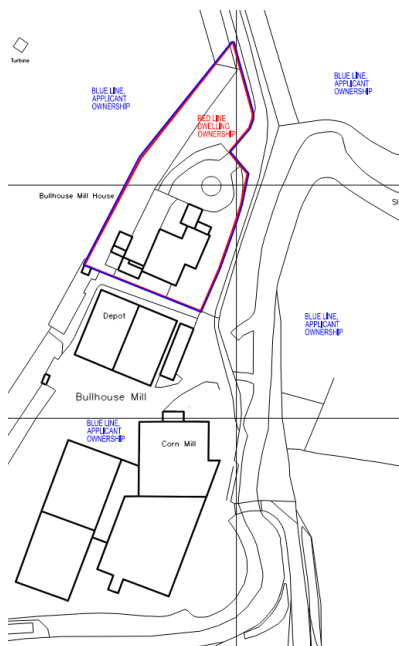 Turbine
BLUE LINE,
APPLICANT
OWNERSHIP
BLUE LINE,
APPLICANT
OWNERSHIP
RED LINE
DWELLING
OWNERSHIP
Bullhouse Mill House
Sl
BLUE LINE,
APPLICANT
OWNERSHIP
Depot
Bullhouse Mill
BLUE LINE,
APPLICANT
OWNERSHIP
Corn Mill